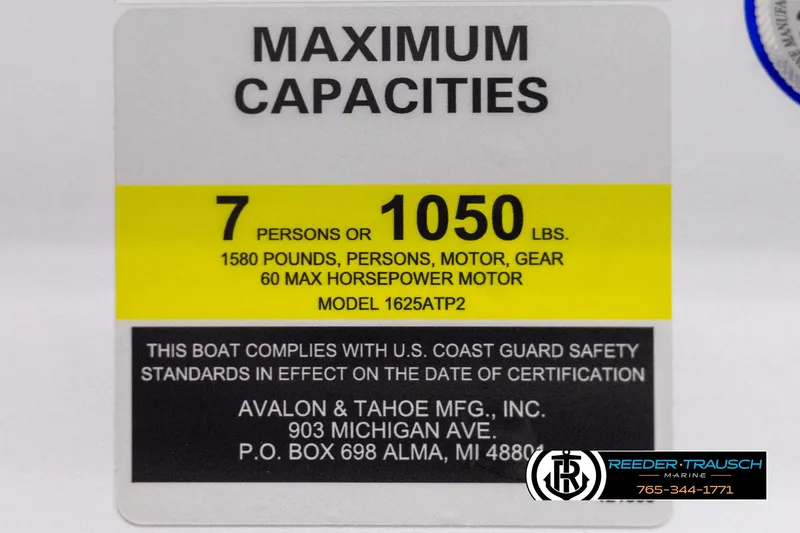 MAXIMUM
CAPACITIES
7 PERSONS OR 1050 LBS.
1580 POUNDS, PERSONS, MOTOR, GEAR
60 MAX HORSEPOWER MOTOR
MODEL 1625ATP2
THIS BOAT COMPLIES WITH U.S. COAST GUARD SAFETY
STANDARDS IN EFFECT ON THE DATE OF CERTIFICATION
AVALON & TAHOE MFG., INC.
903 MICHIGAN AVE.
P.O. BOX 698 ALMA, MI 48801
REEDER·TRAUSCH
MARINE
765-344-1771